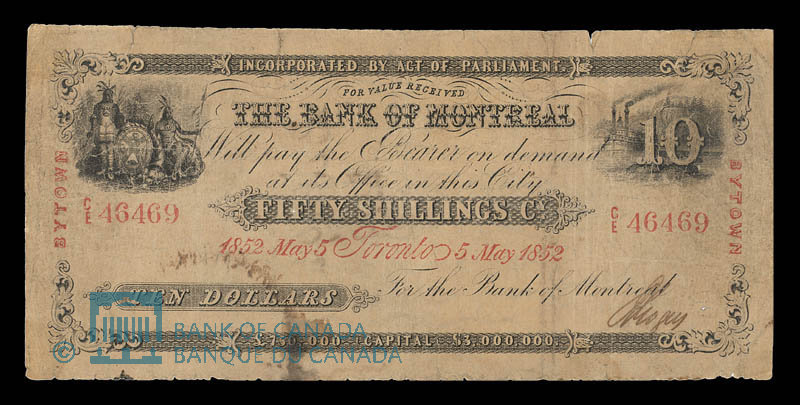 INCORPORATED BY ACT OF PARLIAMENT.
FOR VALUE RECEIVED
THE BANK OF MONTREAL
Will pay the Bearer on demand
at its Office in this City
10
FIFTY SHILLINGS Cy
BYTOWN
C/E 46469
C/E 46469
BYTOWN
1852 May 5 Toronto 5 May 1852
For the Bank of Montreal
TEN DOLLARS
£.750,000. CAPITAL. $3,000,000.
© BANK OF CANADA
BANQUE DU CANADA